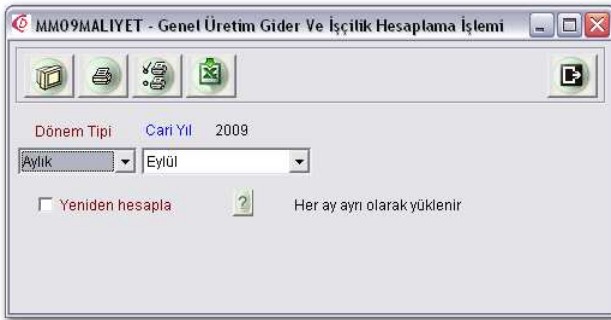 MM09MALIYET - Genel Üretim Gider Ve İşçilik Hesaplama İşlemi
Dönem Tipi Cari Yıl 2009
Aylık Eylül
Yeniden hesapla ? Her ay ayrı olarak yüklenir